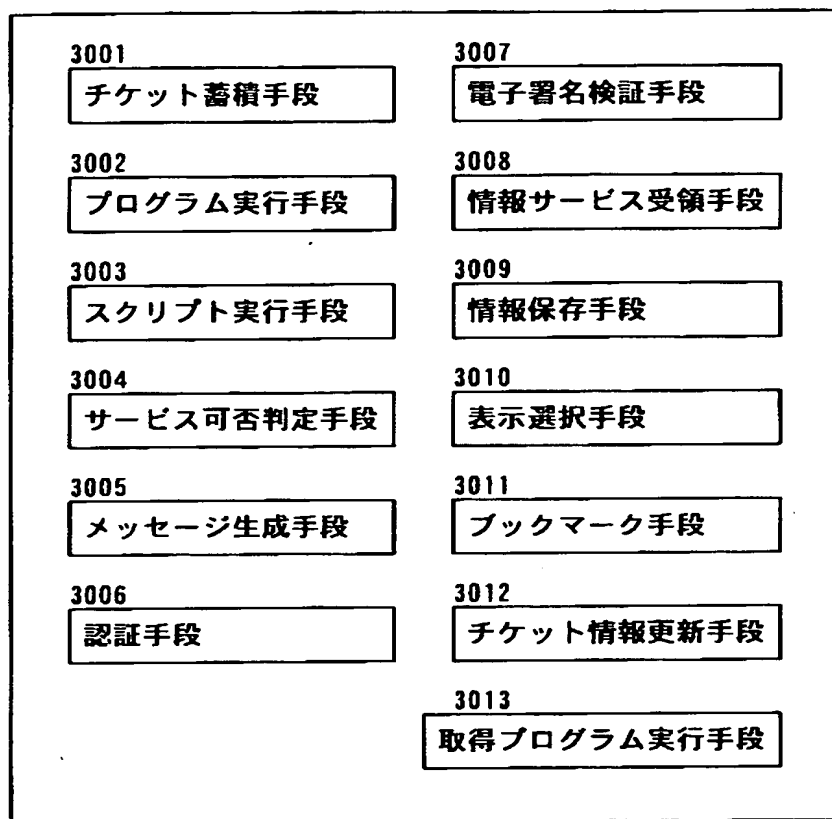 3001
チケット蓄積手段
3002
プログラム実行手段
3003
スクリプト実行手段
3004
サービス可否判定手段
3005
メッセージ生成手段
3006
認証手段
3007
電子署名検証手段
3008
情報サービス受領手段
3009
情報保存手段
3010
表示選択手段
3011
ブックマーク手段
3012
チケット情報更新手段
3013
取得プログラム実行手段